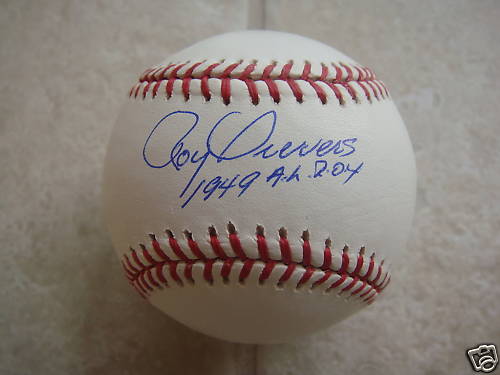 Roy Sievers
1949 A.L. R.O.Y